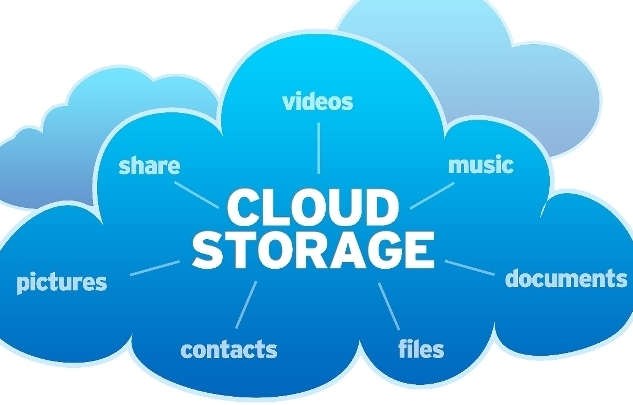 videos
share
music
CLOUD
STORAGE
pictures
documents
contacts
files